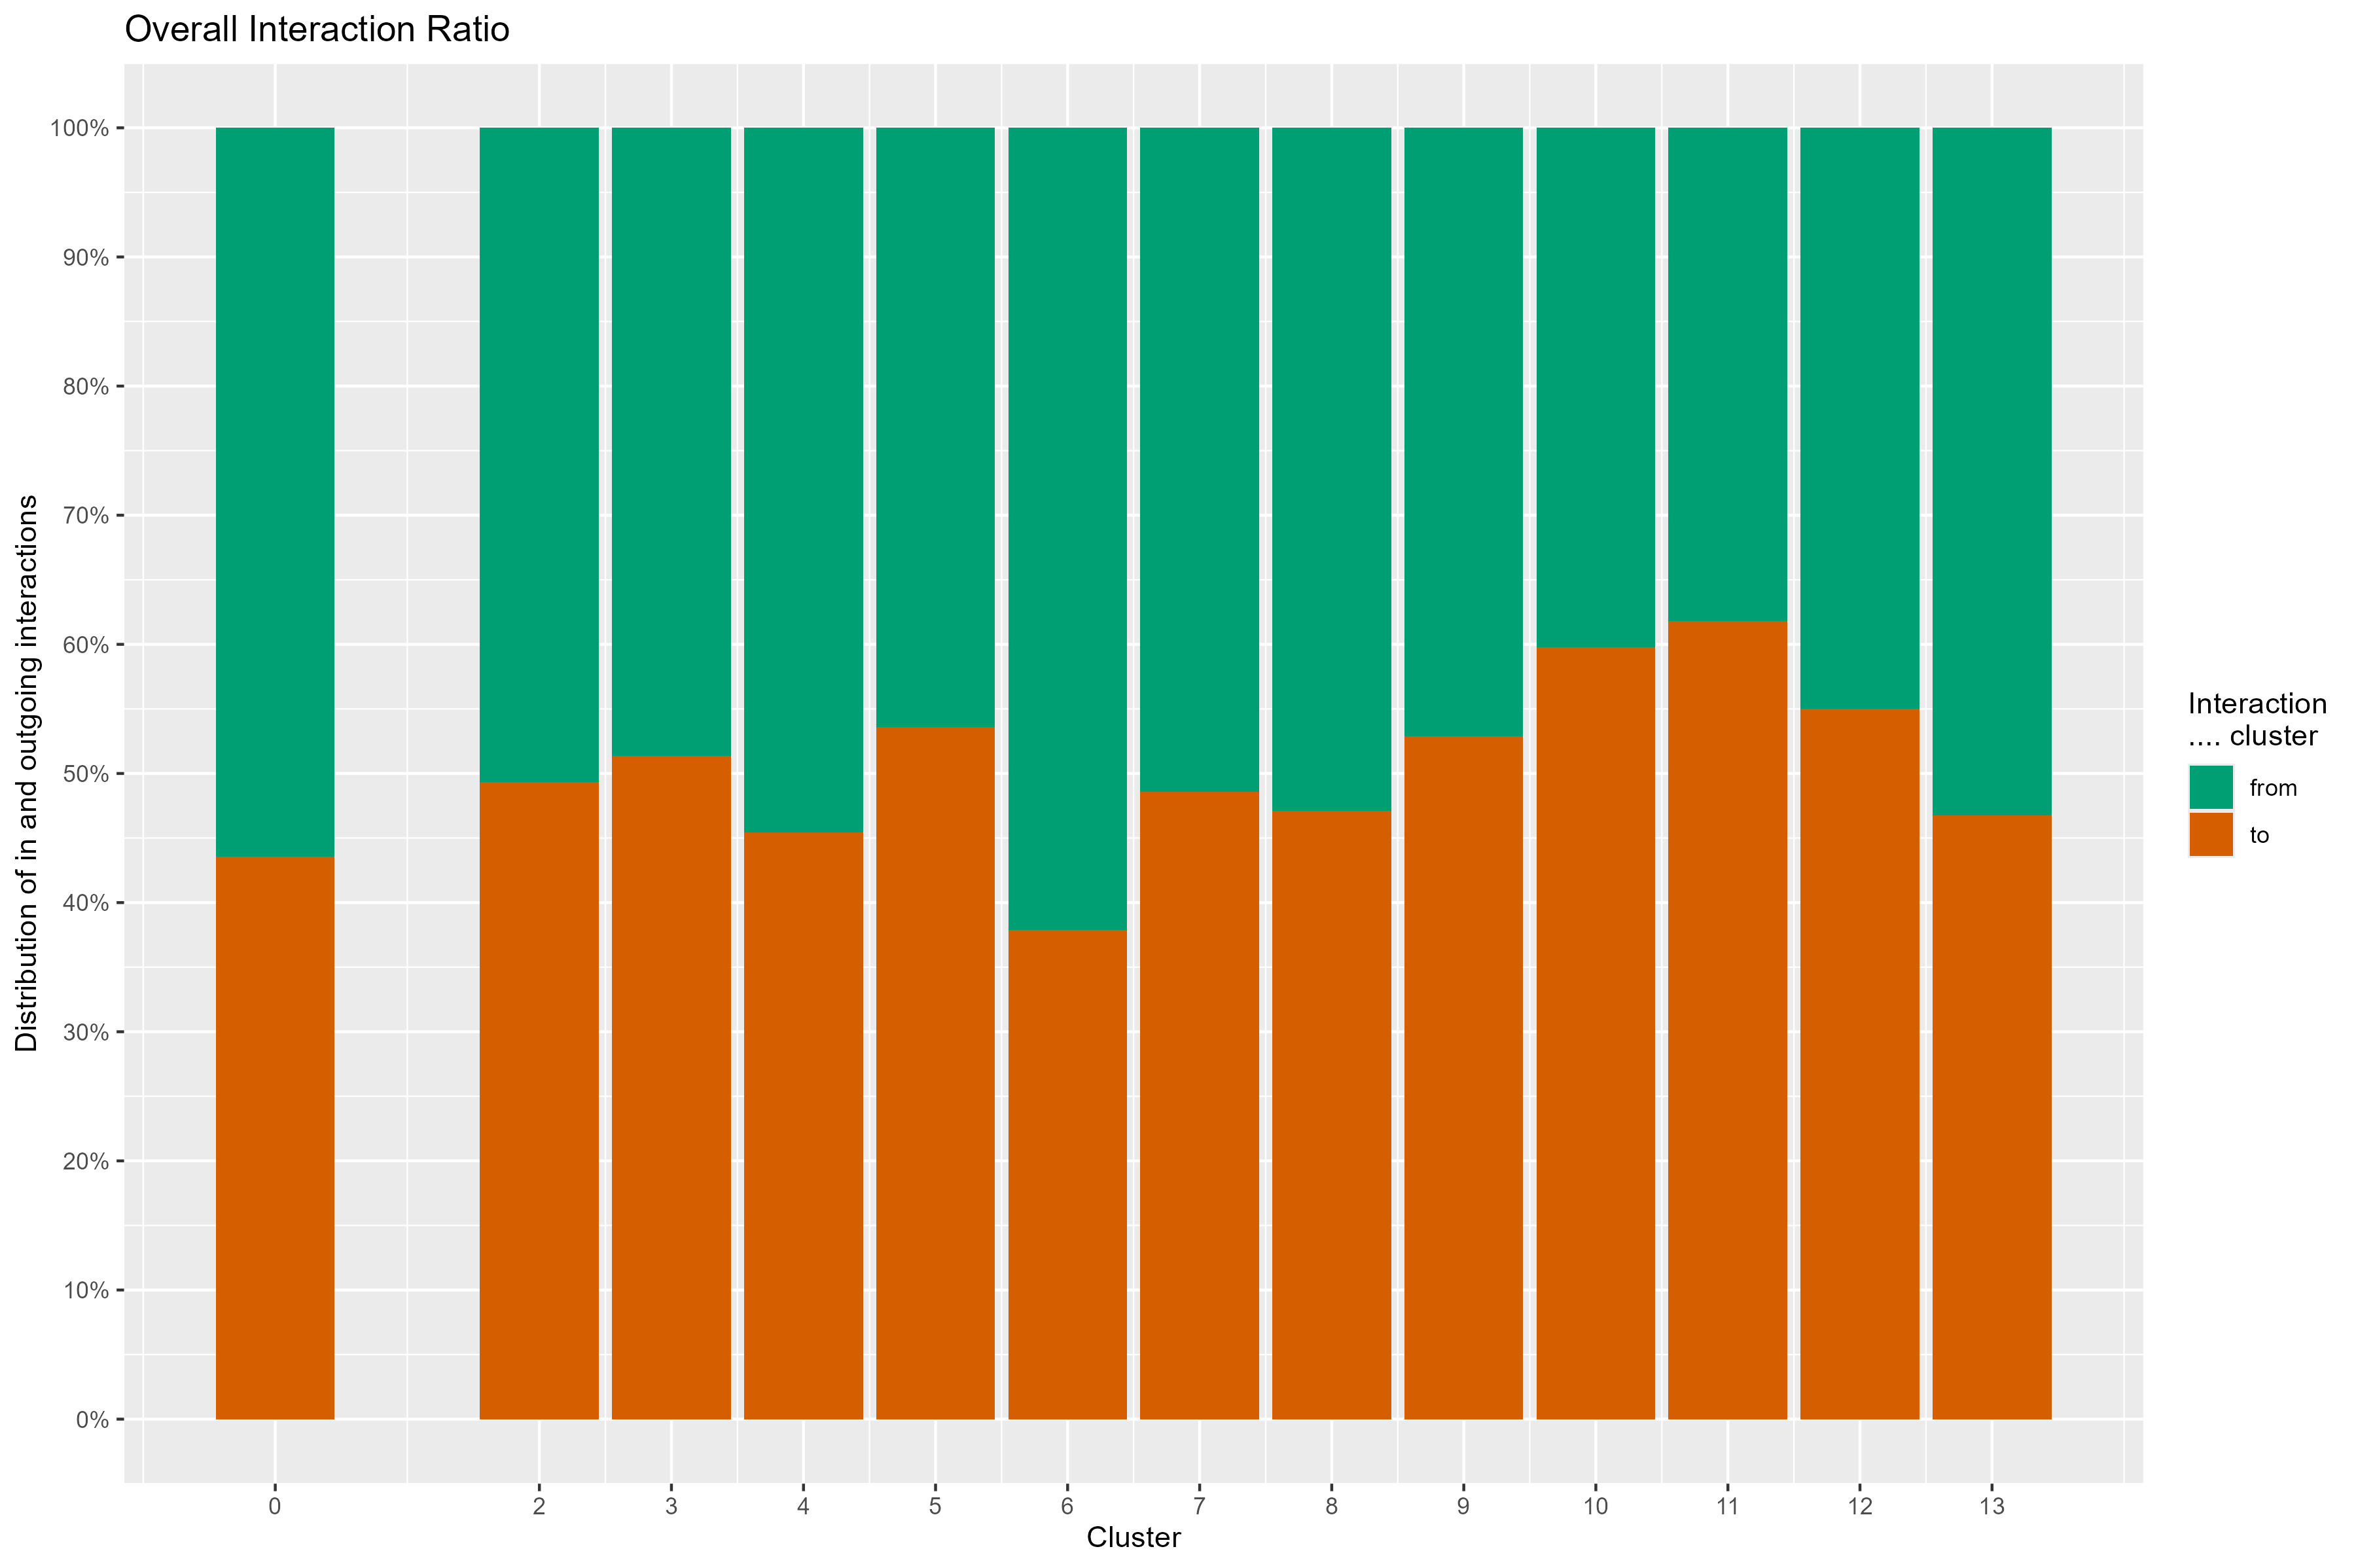 Overall Interaction Ratio
Distribution of in and outgoing interactions
100%
90%
80%
70%
60%
50%
40%
30%
20%
10%
0%
0 2 3 4 5 6 7 8 9 10 11 12 13
Cluster
Interaction
.... cluster
from
to